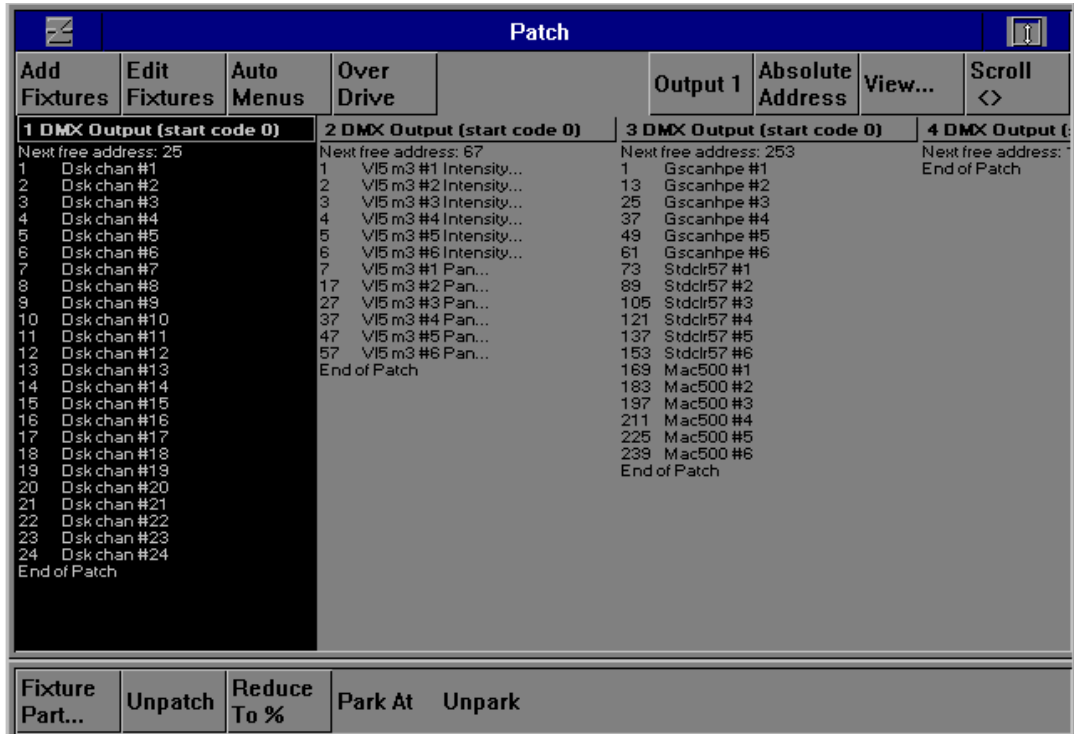 Patch
Add Fixtures
Edit Fixtures
Auto Menus
Over Drive
Output 1
Absolute Address
View...
Scroll <>
1 DMX Output (start code 0)
Next free address: 25
1 Dsk chan #1
2 Dsk chan #2
3 Dsk chan #3
4 Dsk chan #4
5 Dsk chan #5
6 Dsk chan #6
7 Dsk chan #7
8 Dsk chan #8
9 Dsk chan #9
10 Dsk chan #10
11 Dsk chan #11
12 Dsk chan #12
13 Dsk chan #13
14 Dsk chan #14
15 Dsk chan #15
16 Dsk chan #16
17 Dsk chan #17
18 Dsk chan #18
19 Dsk chan #19
20 Dsk chan #20
21 Dsk chan #21
22 Dsk chan #22
23 Dsk chan #23
24 Dsk chan #24
End of Patch
2 DMX Output (start code 0)
Next free address: 67
1 Vl5 m3 #1 Intensity...
2 Vl5 m3 #2 Intensity...
3 Vl5 m3 #3 Intensity...
4 Vl5 m3 #4 Intensity...
5 Vl5 m3 #5 Intensity...
6 Vl5 m3 #6 Intensity...
7 Vl5 m3 #1 Pan...
17 Vl5 m3 #2 Pan...
27 Vl5 m3 #3 Pan...
37 Vl5 m3 #4 Pan...
47 Vl5 m3 #5 Pan...
57 Vl5 m3 #6 Pan...
End of Patch
3 DMX Output (start code 0)
Next free address: 253
1 Gscanhpe #1
13 Gscanhpe #2
25 Gscanhpe #3
37 Gscanhpe #4
49 Gscanhpe #5
61 Gscanhpe #6
73 Stdclr57 #1
89 Stdclr57 #2
105 Stdclr57 #3
121 Stdclr57 #4
137 Stdclr57 #5
153 Stdclr57 #6
169 Mac500 #1
183 Mac500 #2
197 Mac500 #3
211 Mac500 #4
225 Mac500 #5
239 Mac500 #6
End of Patch
4 DMX Output (
Next free address:
End of Patch
Fixture Part...
Unpatch
Reduce To %
Park At
Unpark